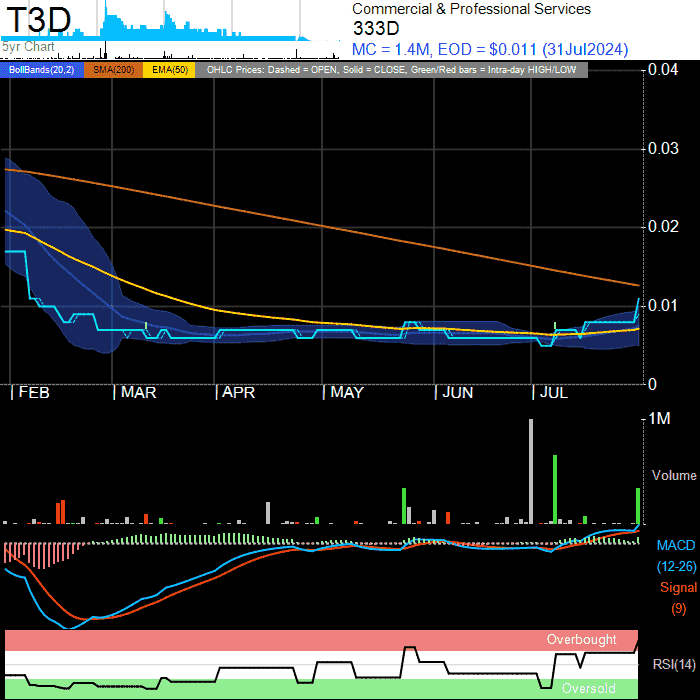 T3D
5yr Chart
Commercial & Professional Services
333D
MC = 1.4M, EOD = $0.011 (31Jul2024)
BollBands(20,2) SMA(200) EMA(50) OHLC Prices: Dashed = OPEN, Solid = CLOSE, Green/Red bars = Intra-day HIGH/LOW
0.04
0.03
0.02
0.01
0
FEB MAR APR MAY JUN JUL
1M
Volume
MACD
(12-26)
Signal
(9)
Overbought
RSI(14)
Oversold